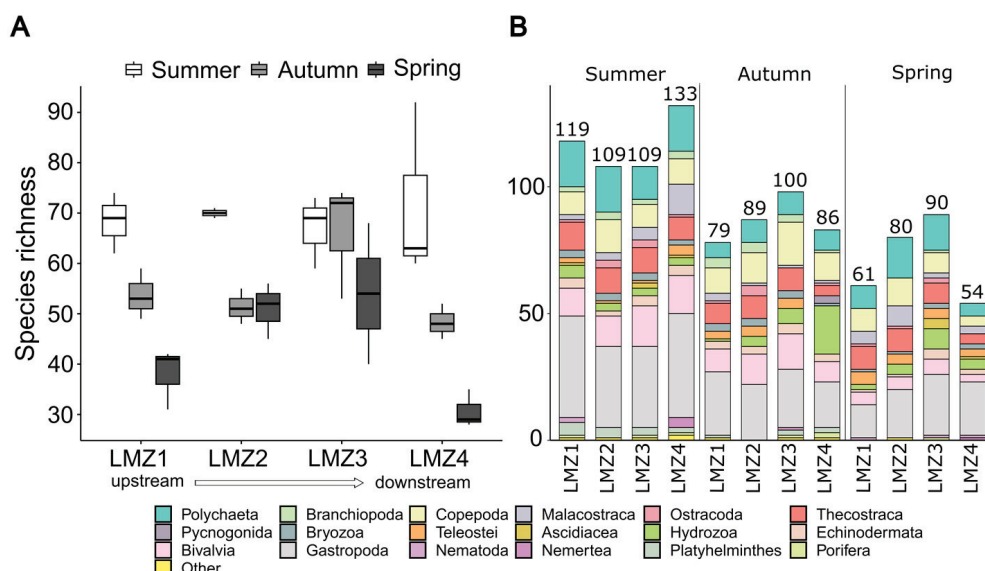 A
Summer Autumn Spring
Species richness
90
80
70
60
50
40
30
LMZ1 LMZ2 LMZ3 LMZ4
upstream downstream
B
Summer Autumn Spring
100
0
119 109 109 133 79 89 100 86 61 80 90 54
LMZ1 LMZ2 LMZ3 LMZ4 LMZ1 LMZ2 LMZ3 LMZ4 LMZ1 LMZ2 LMZ3 LMZ4
Polychaeta Branchiopoda Copepoda Malacostraca Ostracoda Thecostraca
Pycnogonida Bryozoa Teleostei Ascidiacea Hydrozoa Echinodermata
Bivalvia Gastropoda Nematoda Nemertea Platyhelminthes Porifera
Other